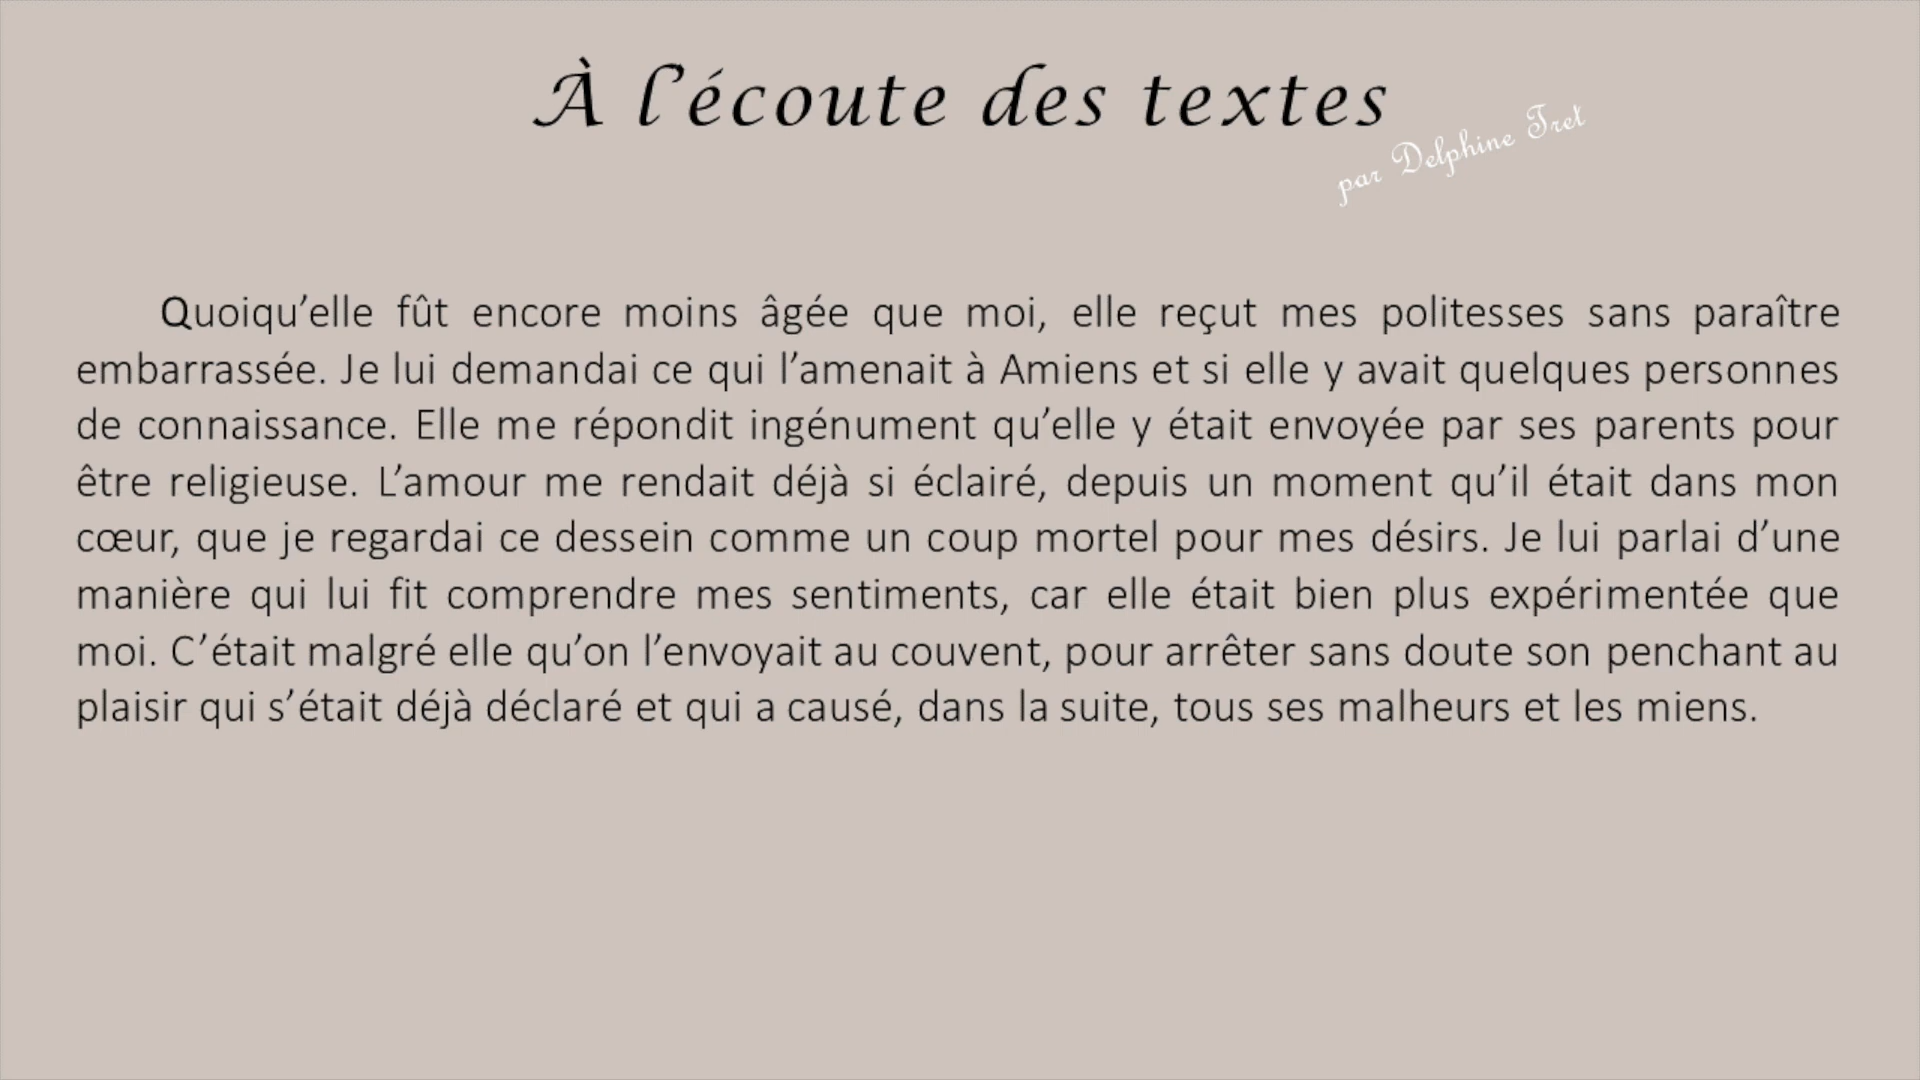 À l’écoute des textes
par Delphine Tret
Quoiqu’elle fût encore moins âgée que moi, elle reçut mes politesses sans paraître
embarrassée. Je lui demandai ce qui l’amenait à Amiens et si elle y avait quelques personnes
de connaissance. Elle me répondit ingénument qu’elle y était envoyée par ses parents pour
être religieuse. L’amour me rendait déjà si éclairé, depuis un moment qu’il était dans mon
cœur, que je regardai ce dessein comme un coup mortel pour mes désirs. Je lui parlai d’une
manière qui lui fit comprendre mes sentiments, car elle était bien plus expérimentée que
moi. C’était malgré elle qu’on l’envoyait au couvent, pour arrêter sans doute son penchant au
plaisir qui s’était déjà déclaré et qui a causé, dans la suite, tous ses malheurs et les miens.